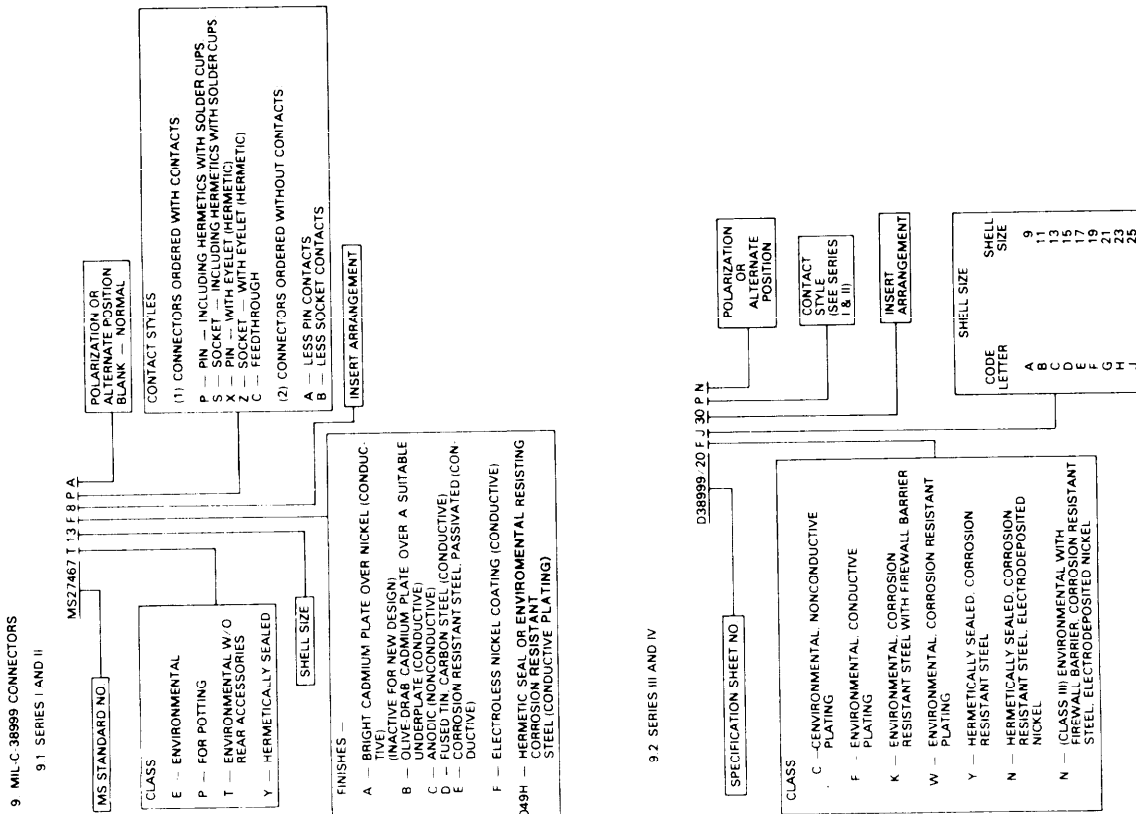 9 MIL-C-38999 CONNECTORS
9.1 SERIES I AND II
MS27467 T 13 F 8 P A
MS STANDARD NO.
CLASS
E – ENVIRONMENTAL
P – FOR POTTING
T – ENVIRONMENTAL W/O
REAR ACCESSORIES
Y – HERMETICALLY SEALED
SHELL SIZE
FINISHES –
A – BRIGHT CADMIUM PLATE OVER NICKEL (CONDUC-
TIVE)
(INACTIVE FOR NEW DESIGN)
B – OLIVE-DRAB CADMIUM PLATE OVER A SUITABLE
UNDERPLATE (CONDUCTIVE)
C – ANODIC (NONCONDUCTIVE)
D – FUSED TIN, CARBON STEEL (CONDUCTIVE)
E – CORROSION RESISTANT STEEL, PASSIVATED (CON-
DUCTIVE)
F – ELECTROLESS NICKEL COATING (CONDUCTIVE)
D49H – HERMETIC SEAL OR ENVIROMENTAL RESISTING
CORROSION RESISTANT
STEEL (CONDUCTIVE PLATING)
POLARIZATION OR
ALTERNATE POSITION
BLANK – NORMAL
CONTACT STYLES
(1) CONNECTORS ORDERED WITH CONTACTS
P – PIN – INCLUDING HERMETICS WITH SOLDER CUPS
S – SOCKET – INCLUDING HERMETICS WITH SOLDER CUPS
X – PIN – WITH EYELET (HERMETIC)
Z – SOCKET – WITH EYELET (HERMETIC)
C – FEEDTHROUGH
(2) CONNECTORS ORDERED WITHOUT CONTACTS
A – LESS PIN CONTACTS
B – LESS SOCKET CONTACTS
INSERT ARRANGEMENT
9.2 SERIES III AND IV
D38999/20 F J 30 P N
SPECIFICATION SHEET NO
CLASS
C – CENVIRONMENTAL, NONCONDUCTIVE
PLATING
F – ENVIRONMENTAL, CONDUCTIVE
PLATING
K – ENVIRONMENTAL, CORROSION
RESISTANT STEEL WITH FIREWALL BARRIER
W – ENVIRONMENTAL, CORROSION RESISTANT
PLATING
Y – HERMETICALLY SEALED, CORROSION
RESISTANT STEEL
N – HERMETICALLY SEALED, CORROSION
RESISTANT STEEL, ELECTRODEPOSITED
NICKEL
N – (CLASS III) ENVIRONMENTAL WITH
FIREWALL BARRIER, CORROSION RESISTANT
STEEL, ELECTRODEPOSITED NICKEL
POLARIZATION
OR
ALTERNATE
POSITION
CONTACT
STYLE
(SEE SERIES
I & II)
INSERT
ARRANGEMENT
SHELL SIZE
CODE LETTER SHELL SIZE
A 9
B 11
C 13
D 15
E 17
F 19
G 21
H 23
J 25